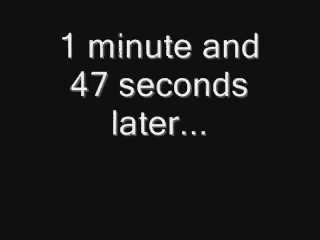 1 minute and
47 seconds
later...